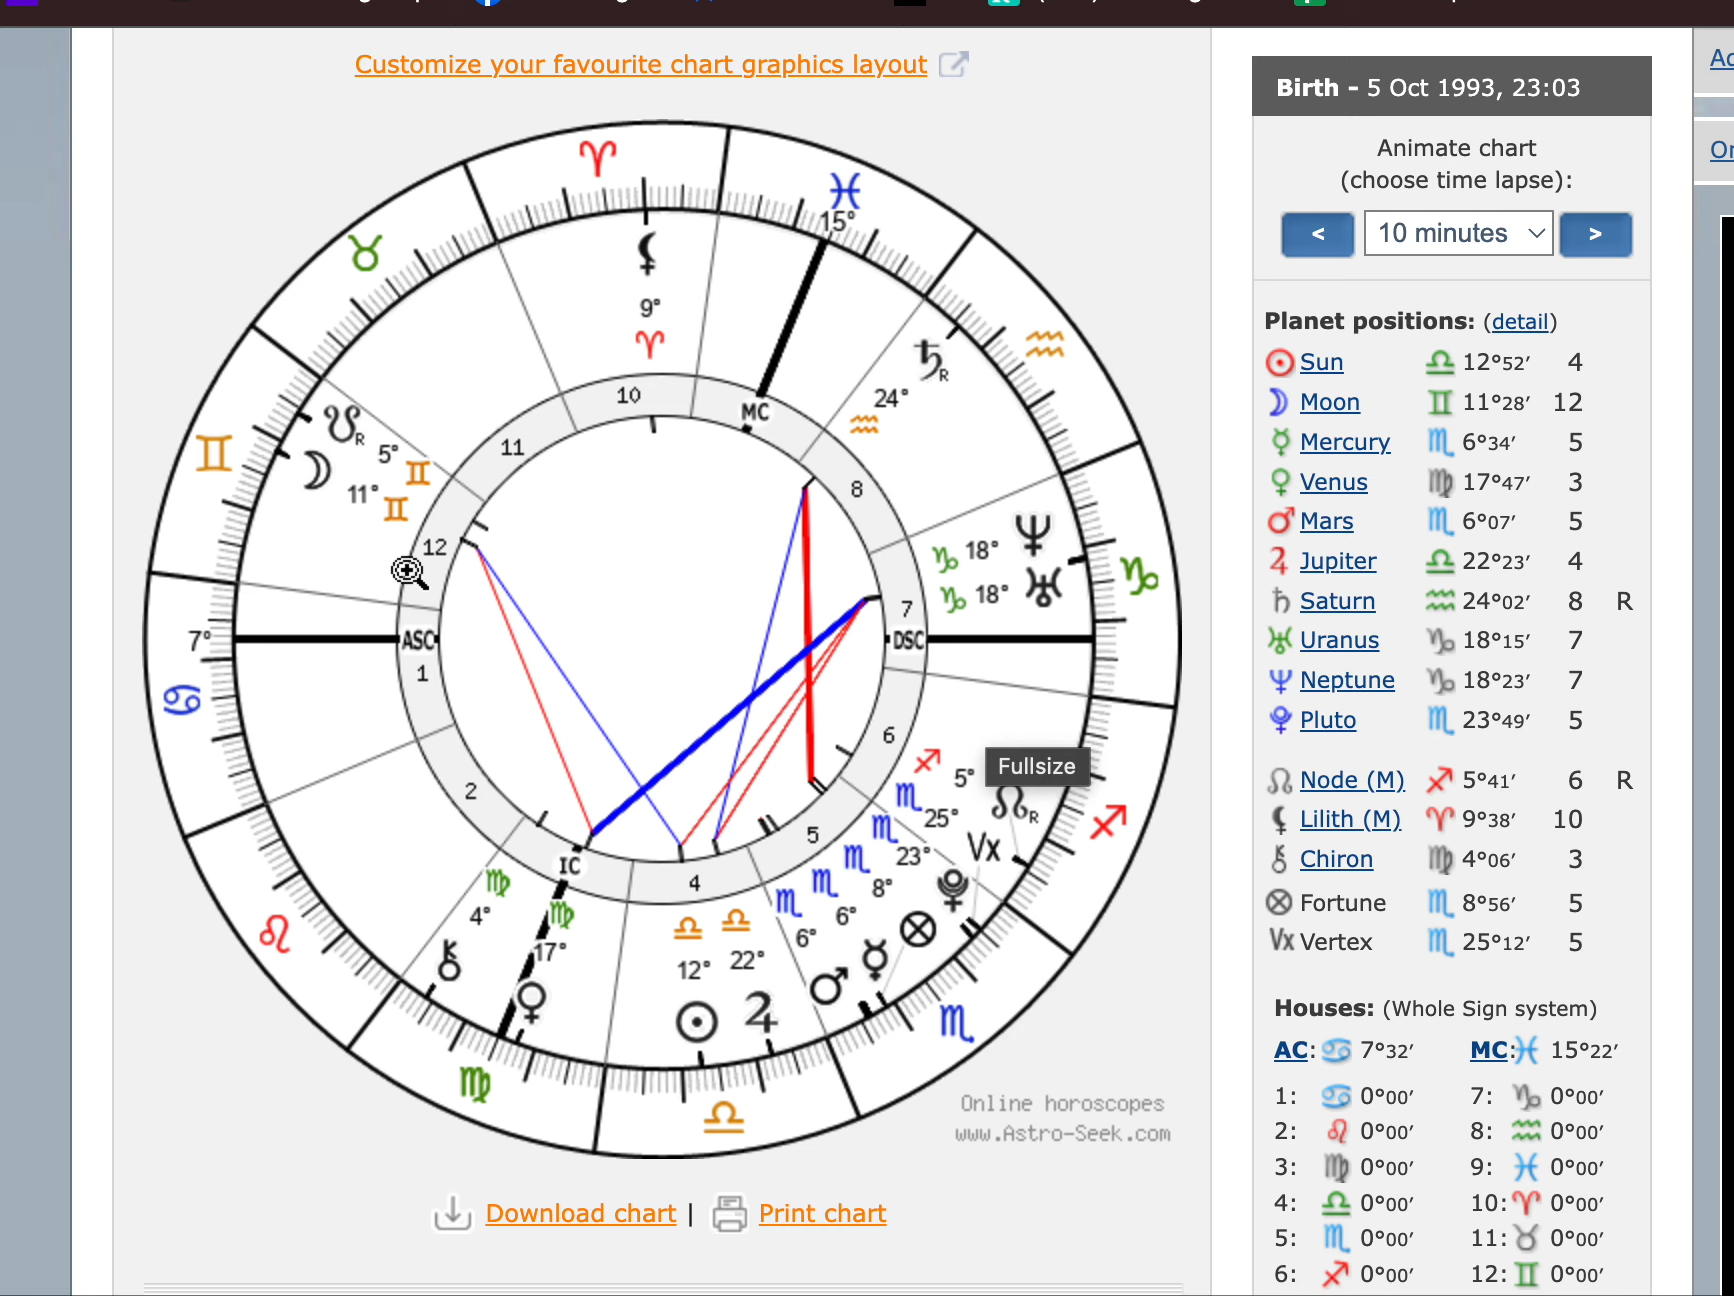 Customize your favourite chart graphics layout
Birth - 5 Oct 1993, 23:03
Animate chart
(choose time lapse):
< 10 minutes >
Planet positions: (detail)
☉ Sun ♎ 12°52′ 4
☽ Moon ♊ 11°28′ 12
☿ Mercury ♏ 6°34′ 5
♀ Venus ♍ 17°47′ 3
♂ Mars ♏ 6°07′ 5
♃ Jupiter ♎ 22°23′ 4
♄ Saturn ♒ 24°02′ 8 R
♅ Uranus ♑ 18°15′ 7
♆ Neptune ♑ 18°23′ 7
Pluto ♏ 23°49′ 5
☊ Node (M) ♐ 5°41′ 6 R
⚸ Lilith (M) ♈ 9°38′ 10
⚷ Chiron ♍ 4°06′ 3
⊗ Fortune ♏ 8°56′ 5
Vx Vertex ♏ 25°12′ 5
Houses: (Whole Sign system)
AC: ♋ 7°32′ MC: ♓ 15°22′
1: ♋ 0°00′ 7: ♑ 0°00′
2: ♌ 0°00′ 8: ♒ 0°00′
3: ♍ 0°00′ 9: ♓ 0°00′
4: ♎ 0°00′ 10: ♈ 0°00′
5: ♏ 0°00′ 11: ♉ 0°00′
6: ♐ 0°00′ 12: ♊ 0°00′
15°
9°
24°
R
10
MC
11
R
5°
11°
8
12
18°
18°
7
7°
ASC
DSC
1
6
2
5
4
IC
Fullsize
5°
R
25°
Vx
23°
8°
6°
6°
4°
17°
12°
22°
Online horoscopes
www.Astro-Seek.com
Download chart | Print chart